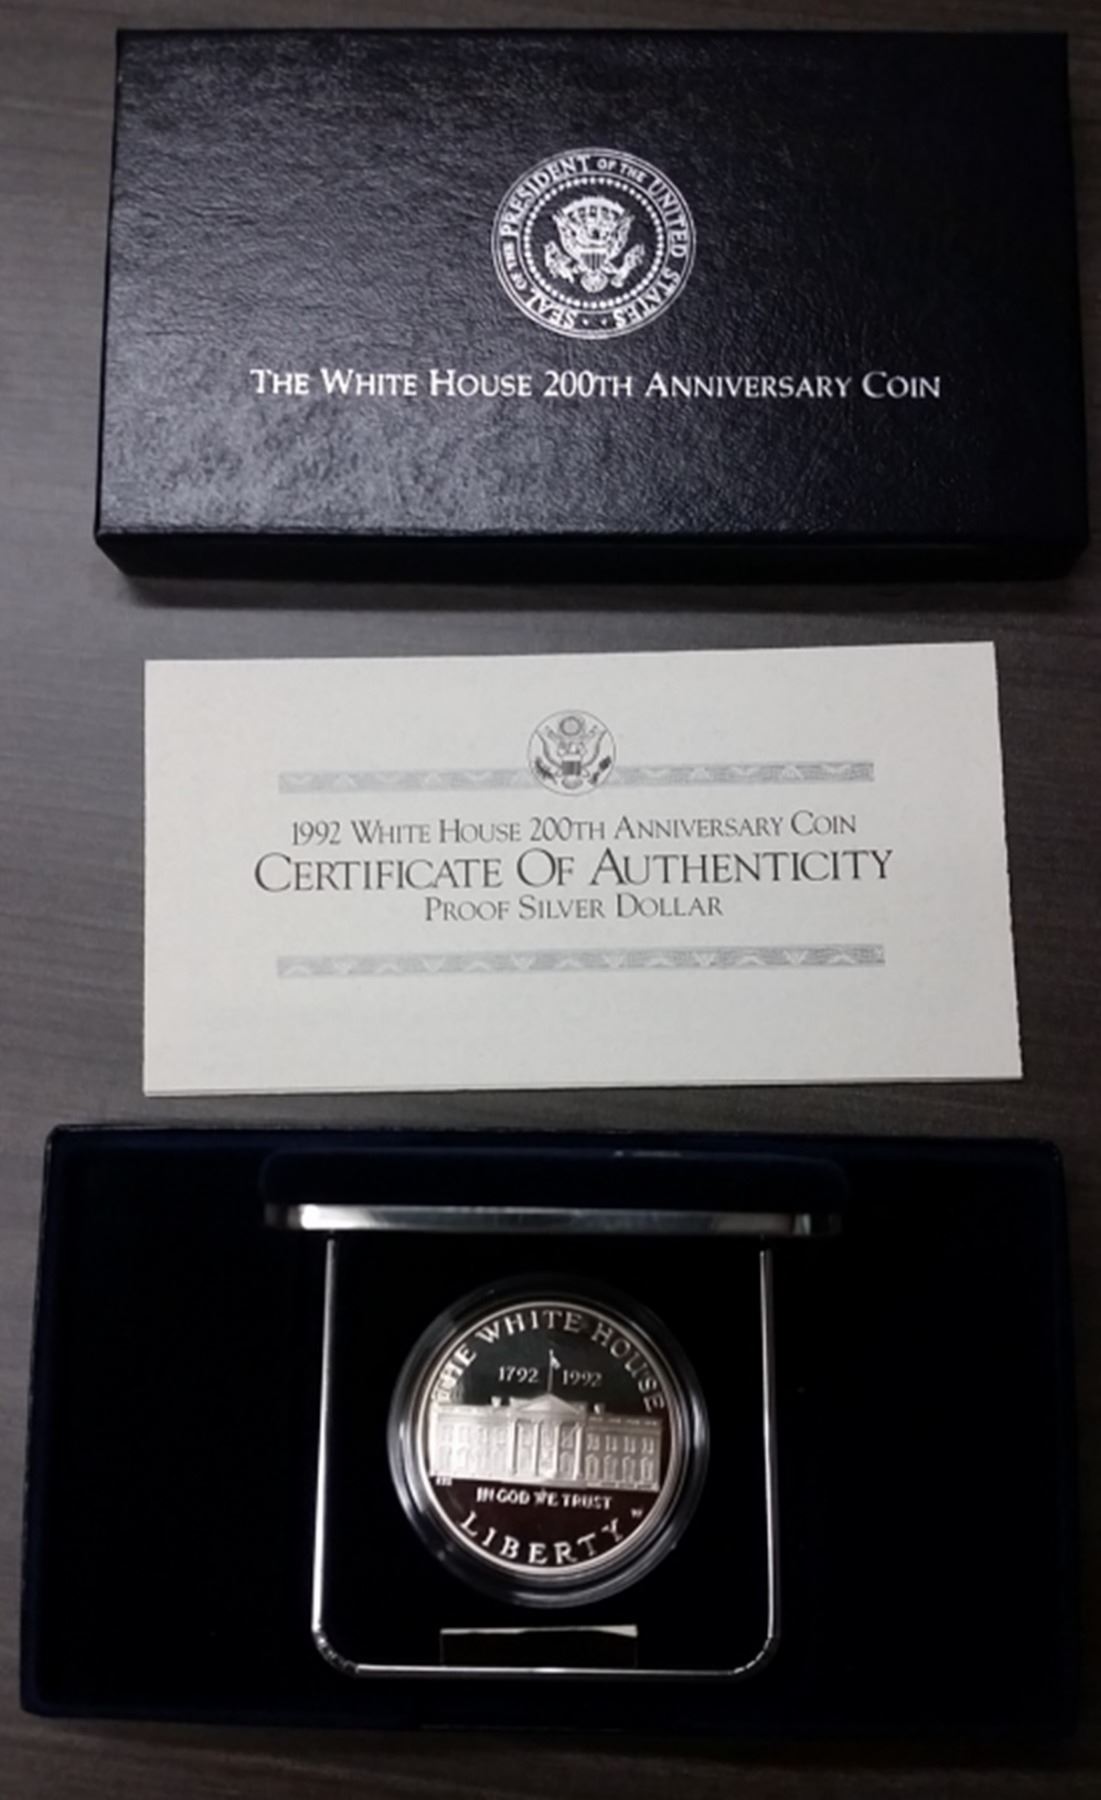 SEAL OF THE PRESIDENT OF THE UNITED STATES
THE WHITE HOUSE 200TH ANNIVERSARY COIN
1992 WHITE HOUSE 200TH ANNIVERSARY COIN
CERTIFICATE OF AUTHENTICITY
PROOF SILVER DOLLAR
THE WHITE HOUSE
1792 1992
IN GOD WE TRUST
W
LIBERTY